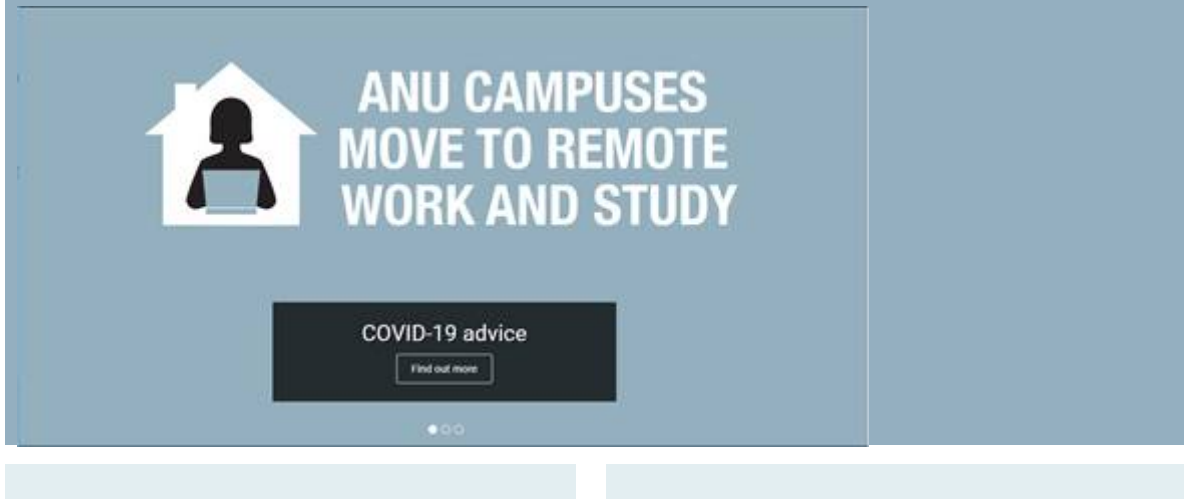 ANU CAMPUSES
MOVE TO REMOTE
WORK AND STUDY
COVID-19 advice
Find out more